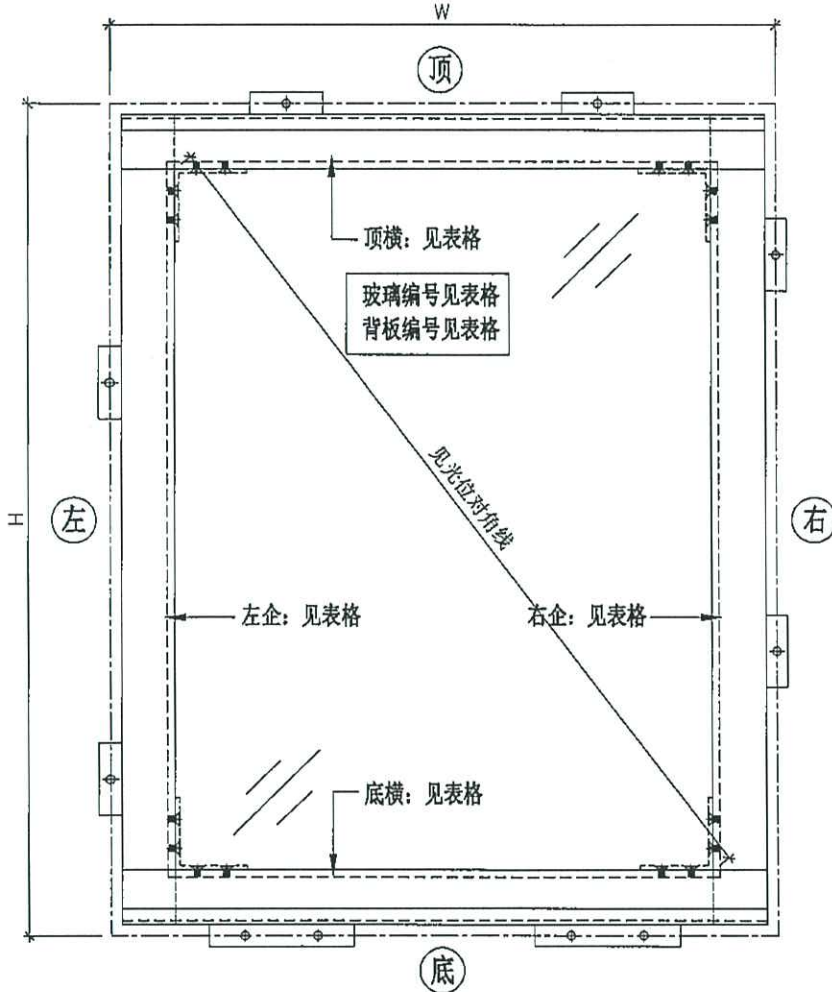 W
顶
顶横：见表格
玻璃编号见表格
背板编号见表格
见光位对角线
H
左
右
左企：见表格
右企：见表格
底横：见表格
底